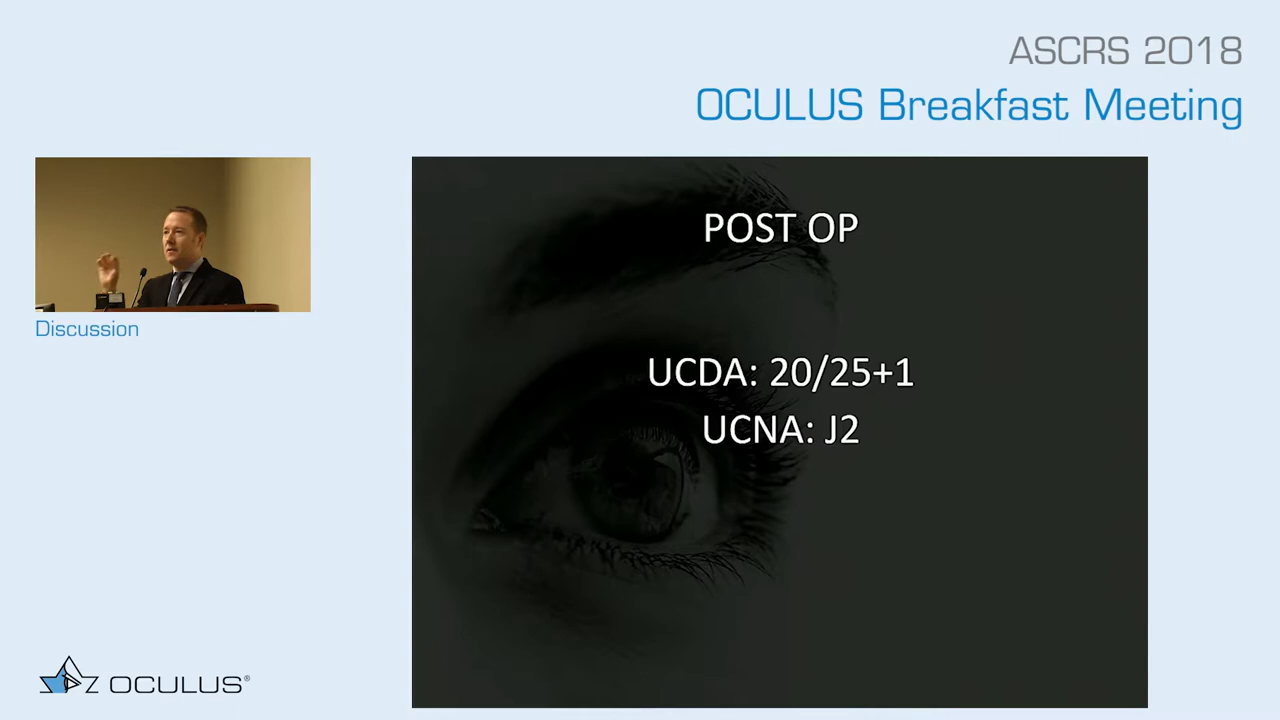 ASCRS 2018
OCULUS Breakfast Meeting
Discussion
POST OP
UCDA: 20/25+1
UCNA: J2
OCULUS®